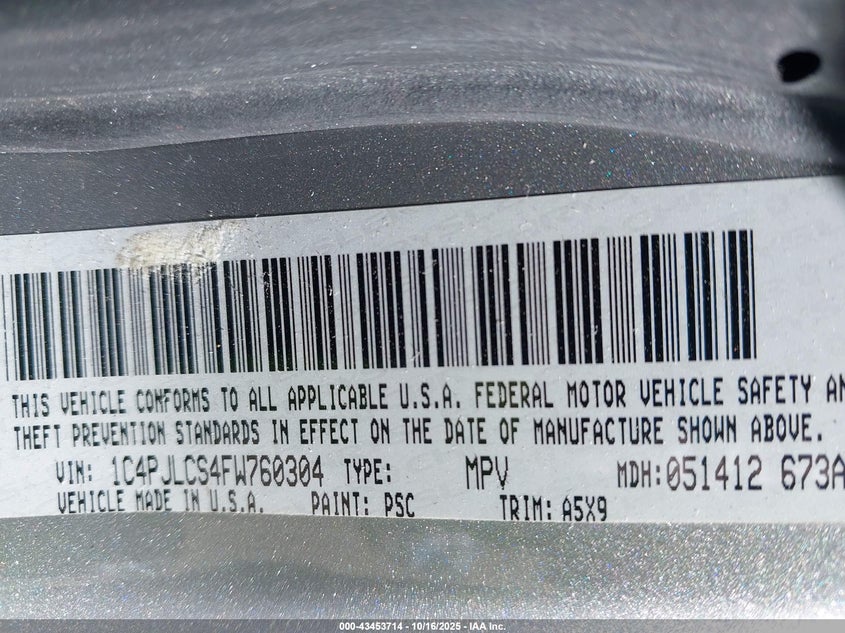 THIS VEHICLE CONFORMS TO ALL APPLICABLE U.S.A. FEDERAL MOTOR VEHICLE SAFETY AN
THEFT PREVENTION STANDARDS IN EFFECT ON THE DATE OF MANUFACTURE SHOWN ABOVE.
VIN: 1C4PJLCS4FW760304 TYPE: MPV MDH: 051412 673A
VEHICLE MADE IN U.S.A. PAINT: PSC TRIM: A5X9
000-43453714 - 10/16/2025 - IAA Inc.